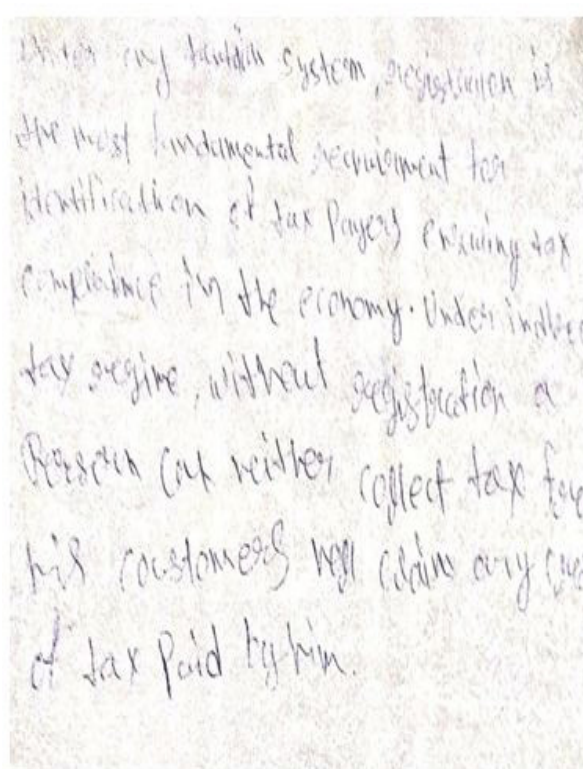 Under any taxation system, registration is
the most fundamental requirement for
identification of tax payers ensuring tax
compliance in the economy. Under indirec
tax regime, without registration a
Person can neither collect tax
his customers nor claim any
of tax paid by him.